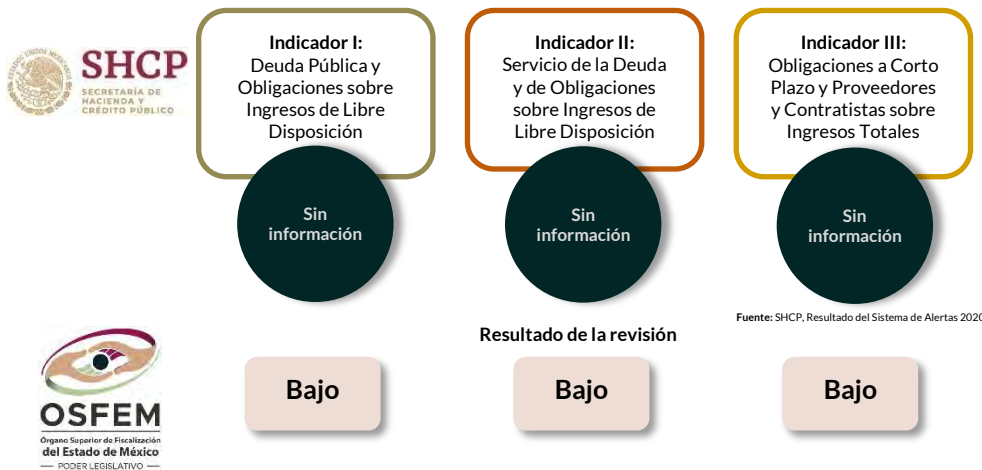 SHCP
SECRETARÍA DE
HACIENDA Y
CRÉDITO PÚBLICO
Indicador I:
Deuda Pública y
Obligaciones sobre
Ingresos de Libre
Disposición
Sin
información
Indicador II:
Servicio de la Deuda
y de Obligaciones
sobre Ingresos de
Libre Disposición
Sin
información
Indicador III:
Obligaciones a Corto
Plazo y Proveedores
y Contratistas sobre
Ingresos Totales
Sin
información
Fuente: SHCP, Resultado del Sistema de Alertas 2020
Resultado de la revisión
OSFEM
Órgano Superior de Fiscalización
del Estado de México
PODER LEGISLATIVO
Bajo
Bajo
Bajo